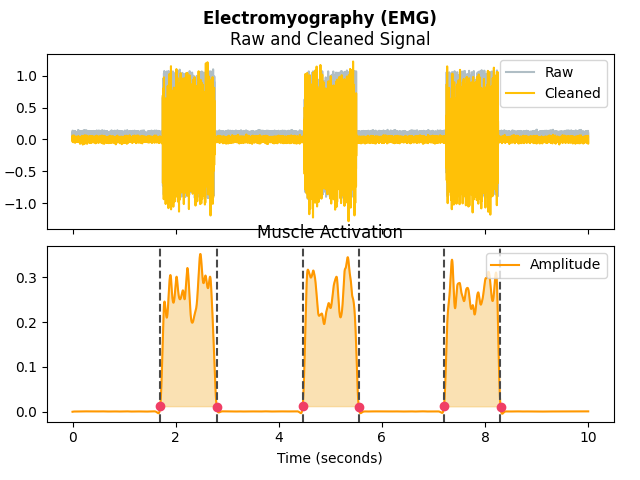 Electromyography (EMG)
Raw and Cleaned Signal
1.0
0.5
0.0
−0.5
−1.0
Raw
Cleaned
Muscle Activation
0.3
0.2
0.1
0.0
Amplitude
0 2 4 6 8 10
Time (seconds)